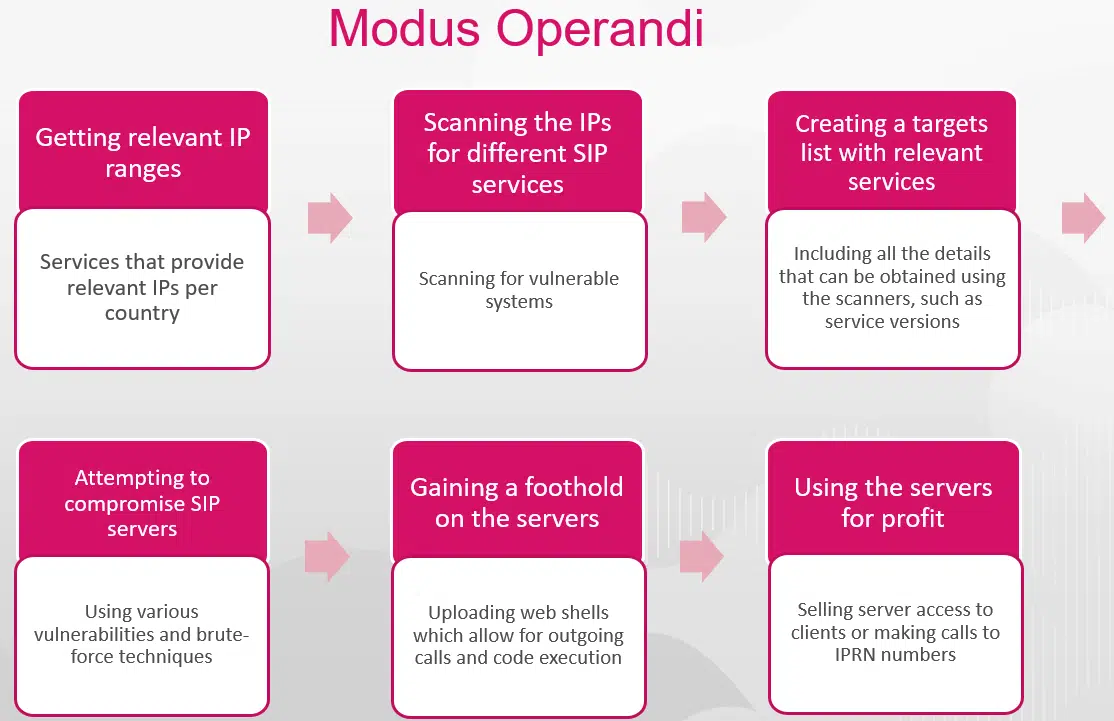 Modus Operandi
Getting relevant IP
ranges
Services that provide
relevant IPs per
country
Scanning the IPs
for different SIP
services
Scanning for vulnerable
systems
Creating a targets
list with relevant
services
Including all the details
that can be obtained using
the scanners, such as
service versions
Attempting to
compromise SIP
servers
Using various
vulnerabilities and brute-
force techniques
Gaining a foothold
on the servers
Uploading web shells
which allow for outgoing
calls and code execution
Using the servers
for profit
Selling server access to
clients or making calls to
IPRN numbers